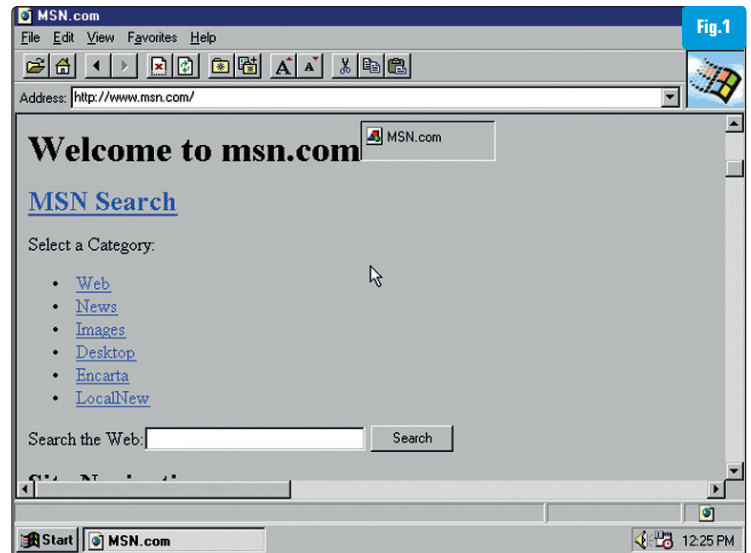 MSN.com
Fig.1
File Edit View Favorites Help
Address: http://www.msn.com/
Welcome to msn.com
MSN.com
MSN Search
Select a Category:
• Web
• News
• Images
• Desktop
• Encarta
• LocalNew
Search the Web: Search
Start MSN.com 12:25 PM